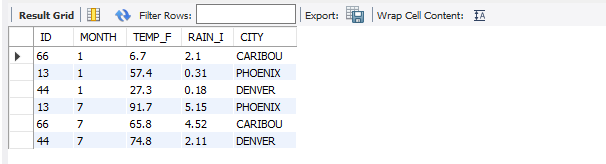 Result Grid Filter Rows: Export: Wrap Cell Content:
ID MONTH TEMP_F RAIN_I CITY
66 1 6.7 2.1 CARIBOU
13 1 57.4 0.31 PHOENIX
44 1 27.3 0.18 DENVER
13 7 91.7 5.15 PHOENIX
66 7 65.8 4.52 CARIBOU
44 7 74.8 2.11 DENVER